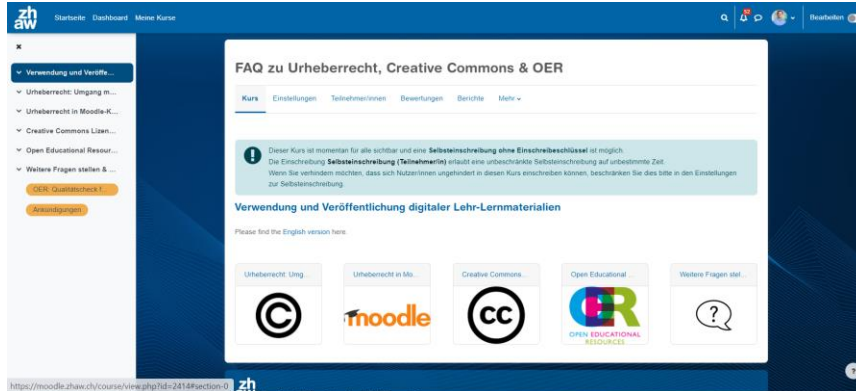 zh
aw
Startseite Dashboard Meine Kurse
Bearbeiten
Verwendung und Veröffe...
Urheberrecht: Umgang m...
Urheberrecht in Moodle-K...
Creative Commons Lizen...
Open Educational Resour...
Weitere Fragen stellen & ...
OER: Qualitätscheck f...
Ankündigungen
FAQ zu Urheberrecht, Creative Commons & OER
Kurs Einstellungen Teilnehmer/innen Bewertungen Berichte Mehr
Dieser Kurs ist momentan für alle sichtbar und eine Selbsteinschreibung ohne Einschreibeschlüssel ist möglich.
Die Einschreibung Selbsteinschreibung (Teilnehmer/in) erlaubt eine unbeschränkte Selbsteinschreibung auf unbestimmte Zeit.
Wenn Sie verhindern möchten, dass sich Nutzer/innen ungehindert in diesen Kurs einschreiben können, beschränken Sie dies bitte in den Einstellungen
zur Selbsteinschreibung.
Verwendung und Veröffentlichung digitaler Lehr-Lernmaterialien
Please find the English version here.
Urheberrecht: Umg...
Urheberrecht in Mo...
Creative Commons...
Open Educational ...
Weitere Fragen stel...
©
moodle
cc
OER
OPEN EDUCATIONAL
RESOURCES
?
?
https://moodle.zhaw.ch/course/view.php?id=2414#section-0
zh